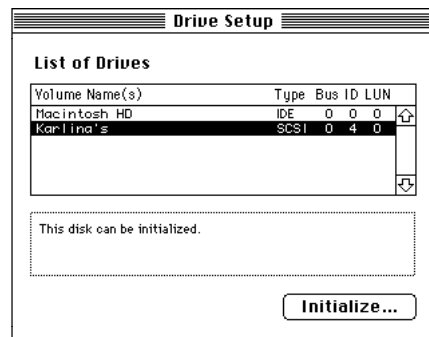 Drive Setup
List of Drives
Volume Name(s) Type Bus ID LUN
Macintosh HD IDE 0 0 0
Karlina's SCSI 0 4 0
This disk can be initialized.
Initialize...